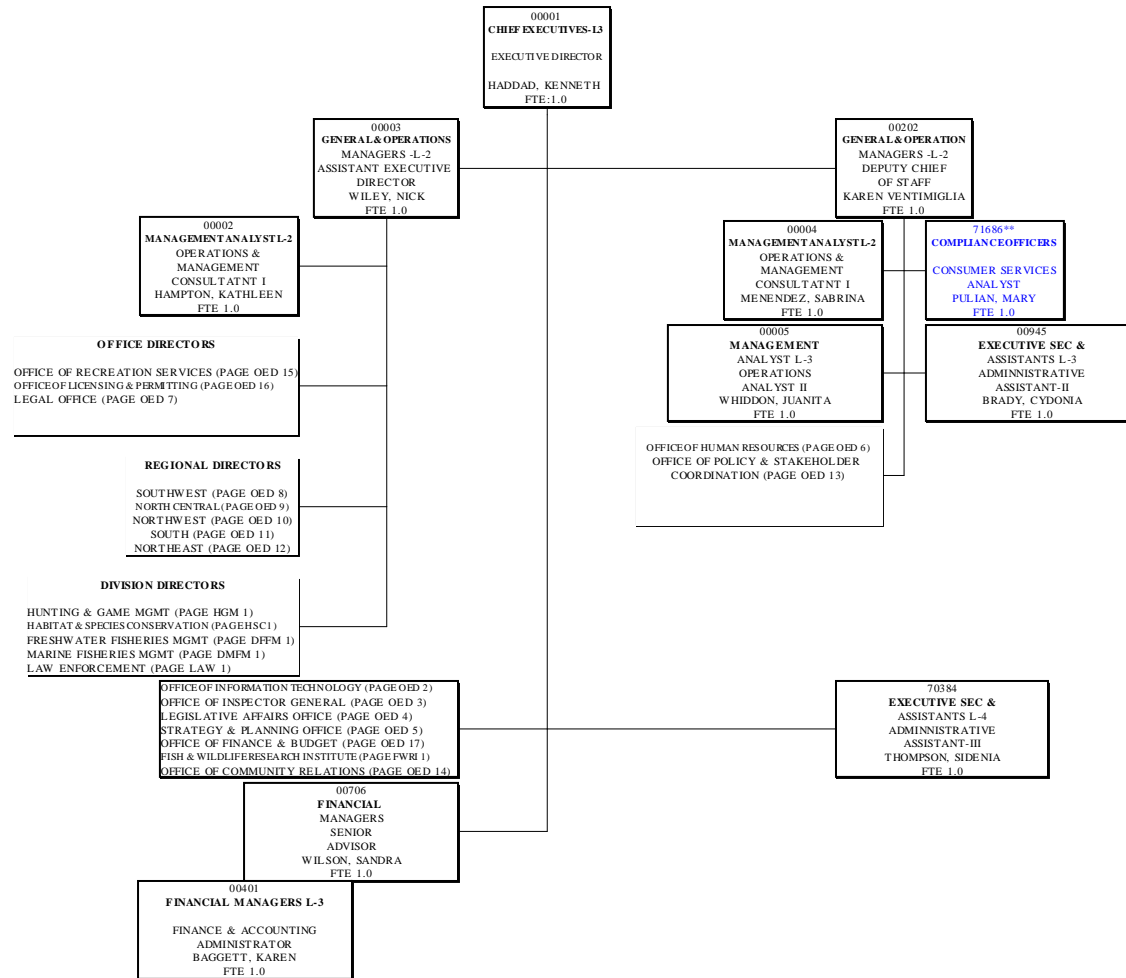 00001
CHIEF EXECUTIVES-L3
EXECUTIVE DIRECTOR
HADDAD, KENNETH
FTE:1.0
00003
GENERAL & OPERATIONS
MANAGERS -L-2
ASSISTANT EXECUTIVE
DIRECTOR
WILEY, NICK
FTE 1.0
00202
GENERAL & OPERATION
MANAGERS -L-2
DEPUTY CHIEF
OF STAFF
KAREN VENTIMIGLIA
FTE 1.0
00002
MANAGEMENT ANALYST L-2
OPERATIONS &
MANAGEMENT
CONSULTATNT I
HAMPTON, KATHLEEN
FTE 1.0
00004
MANAGEMENT ANALYST L-2
OPERATIONS &
MANAGEMENT
CONSULTATNT I
MENENDEZ, SABRINA
FTE 1.0
71686**
COMPLIANCE OFFICERS
CONSUMER SERVICES
ANALYST
PULIAN, MARY
FTE 1.0
OFFICE DIRECTORS
OFFICE OF RECREATION SERVICES (PAGE OED 15)
OFFICE OF LICENSING & PERMITTING (PAGE OED 16)
LEGAL OFFICE (PAGE OED 7)
00005
MANAGEMENT
ANALYST L-3
OPERATIONS
ANALYST II
WHIDDON, JUANITA
FTE 1.0
00945
EXECUTIVE SEC &
ASSISTANTS L-3
ADMINNISTRATIVE
ASSISTANT-II
BRADY, CYDONIA
FTE 1.0
OFFICE OF HUMAN RESOURCES (PAGE OED 6)
OFFICE OF POLICY & STAKEHOLDER
COORDINATION (PAGE OED 13)
REGIONAL DIRECTORS
SOUTHWEST (PAGE OED 8)
NORTH CENTRAL (PAGE OED 9)
NORTHWEST (PAGE OED 10)
SOUTH (PAGE OED 11)
NORTHEAST (PAGE OED 12)
DIVISION DIRECTORS
HUNTING & GAME MGMT (PAGE HGM 1)
HABITAT & SPECIES CONSERVATION (PAGE HSC 1)
FRESHWATER FISHERIES MGMT (PAGE DFFM 1)
MARINE FISHERIES MGMT (PAGE DMFM 1)
LAW ENFORCEMENT (PAGE LAW 1)
OFFICE OF INFORMATION TECHNOLOGY (PAGE OED 2)
OFFICE OF INSPECTOR GENERAL (PAGE OED 3)
LEGISLATIVE AFFAIRS OFFICE (PAGE OED 4)
STRATEGY & PLANNING OFFICE (PAGE OED 5)
OFFICE OF FINANCE & BUDGET (PAGE OED 17)
FISH & WILDLIFE RESEARCH INSTITUTE (PAGE FWRI 1)
OFFICE OF COMMUNITY RELATIONS (PAGE OED 14)
70384
EXECUTIVE SEC &
ASSISTANTS L-4
ADMINNISTRATIVE
ASSISTANT-III
THOMPSON, SIDENIA
FTE 1.0
00706
FINANCIAL
MANAGERS
SENIOR
ADVISOR
WILSON, SANDRA
FTE 1.0
00401
FINANCIAL MANAGERS L-3
FINANCE & ACCOUNTING
ADMINISTRATOR
BAGGETT, KAREN
FTE 1.0